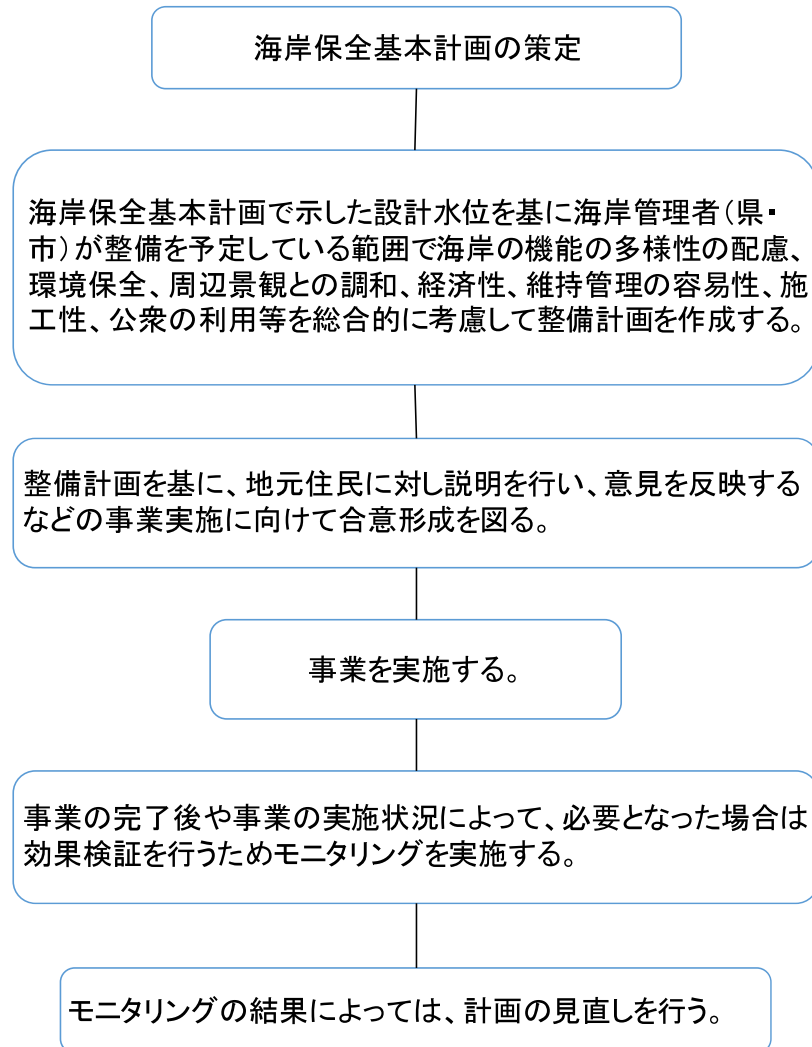 海岸保全基本計画の策定
海岸保全基本計画で示した設計水位を基に海岸管理者（県・
市）が整備を予定している範囲で海岸の機能の多様性の配慮、
環境保全、周辺景観との調和、経済性、維持管理の容易性、施
工性、公衆の利用等を総合的に考慮して整備計画を作成する。
整備計画を基に、地元住民に対し説明を行い、意見を反映する
などの事業実施に向けて合意形成を図る。
事業を実施する。
事業の完了後や事業の実施状況によって、必要となった場合は
効果検証を行うためモニタリングを実施する。
モニタリングの結果によっては、計画の見直しを行う。